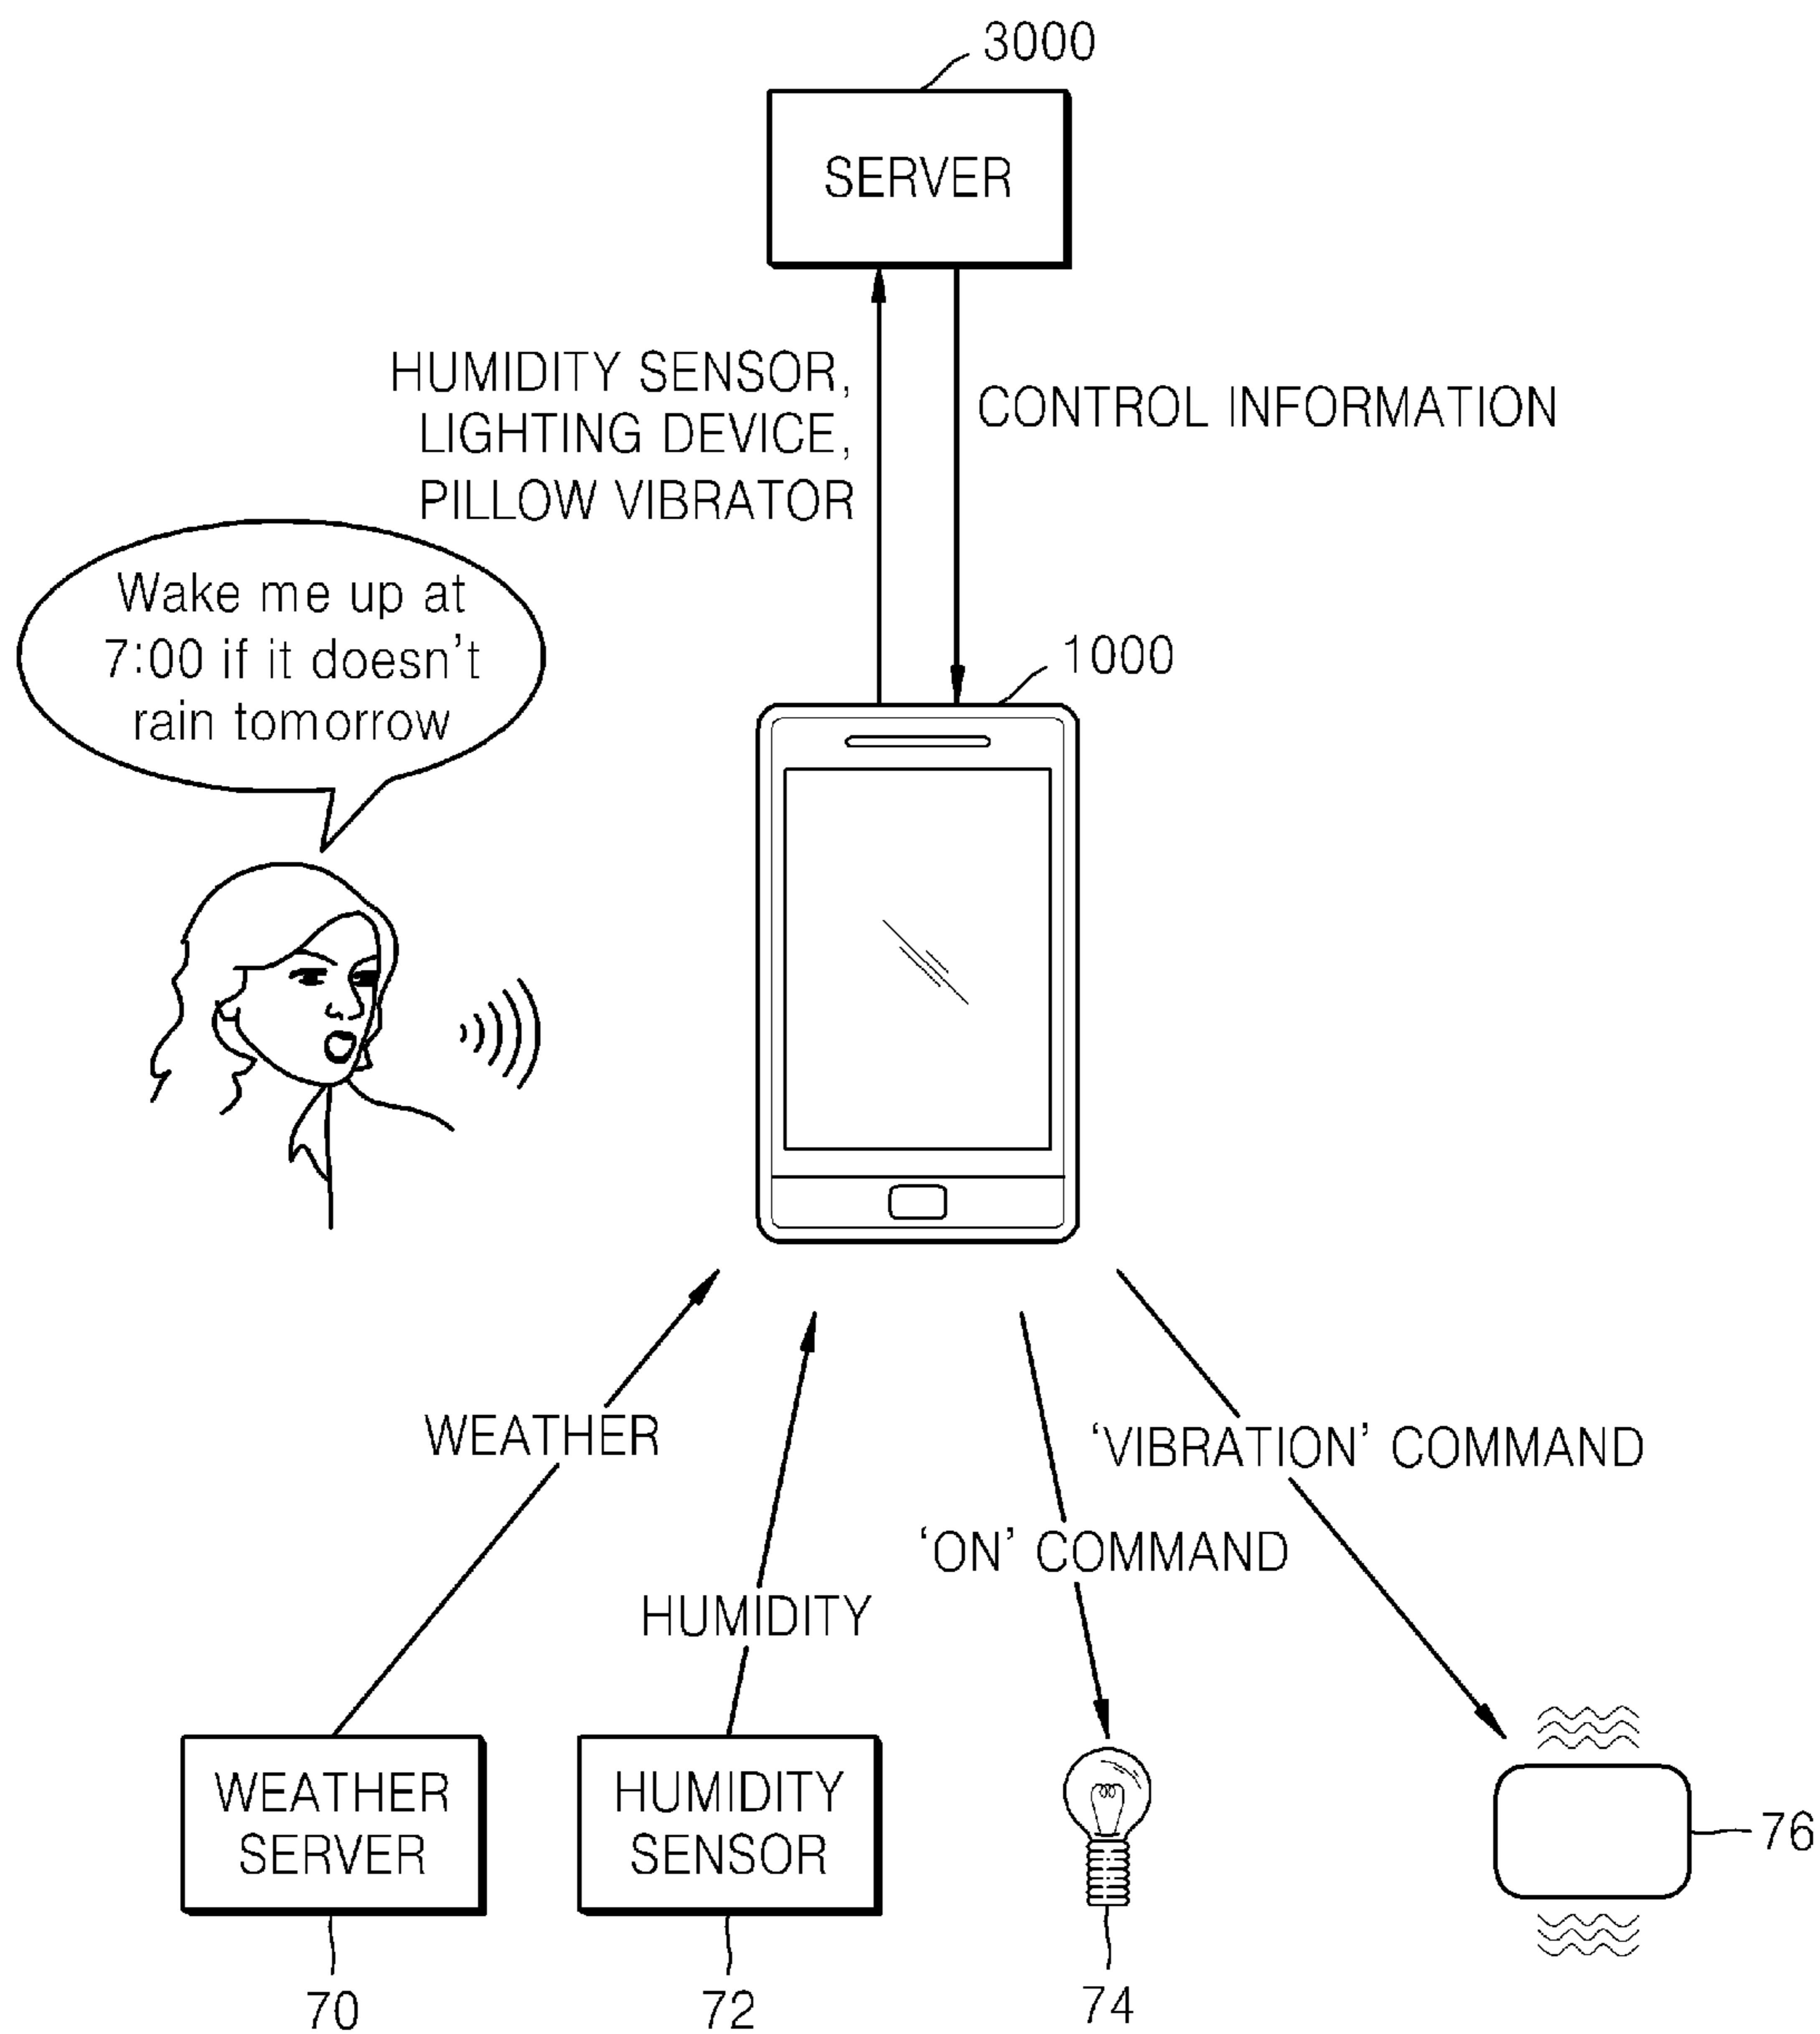 3000
SERVER
HUMIDITY SENSOR,
LIGHTING DEVICE,
PILLOW VIBRATOR
CONTROL INFORMATION
Wake me up at
7:00 if it doesn't
rain tomorrow
1000
WEATHER
'VIBRATION' COMMAND
'ON' COMMAND
HUMIDITY
WEATHER
SERVER
HUMIDITY
SENSOR
76
70
72
74